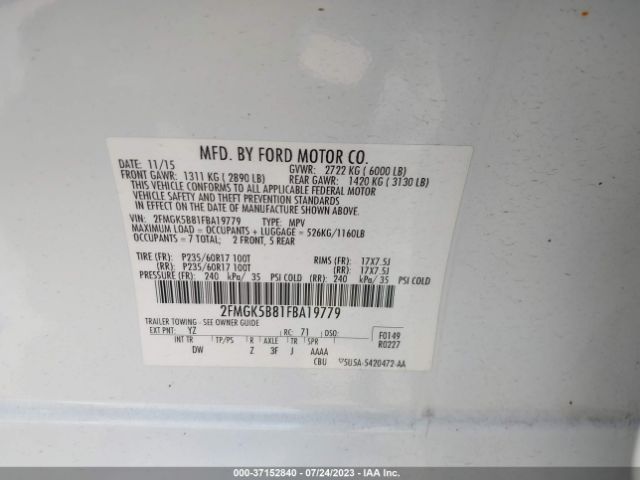 MFD. BY FORD MOTOR CO.
DATE: 11/15 GVWR: 2722 KG ( 6000 LB)
FRONT GAWR: 1311 KG ( 2890 LB) REAR GAWR: 1420 KG ( 3130 LB)
THIS VEHICLE CONFORMS TO ALL APPLICABLE FEDERAL MOTOR
VEHICLE SAFETY AND THEFT PREVENTION STANDARDS
IN EFFECT ON THE DATE OF MANUFACTURE SHOWN ABOVE.
VIN: 2FMGK5B81FBA19779 TYPE: MPV
MAXIMUM LOAD = OCCUPANTS + LUGGAGE = 526KG/1160LB
OCCUPANTS = 7 TOTAL; 2 FRONT, 5 REAR
TIRE (FR): P235/60R17 100T RIMS (FR): 17X7.5J
(RR): P235/60R17 100T (RR): 17X7.5J
PRESSURE (FR): 240 kPa/ 35 PSI COLD (RR): 240 kPa/ 35 PSI COLD
2FMGK5B81FBA19779
TRAILER TOWING - SEE OWNER GUIDE
EXT PNT: YZ RC: 71 DSO: F0149
INT TR TP/PS R AXLE TR SPR R0227
DW Z 3F J AAAA
CBU 5U5A-5420472-AA
000-37152840 - 07/24/2023 - IAA Inc.